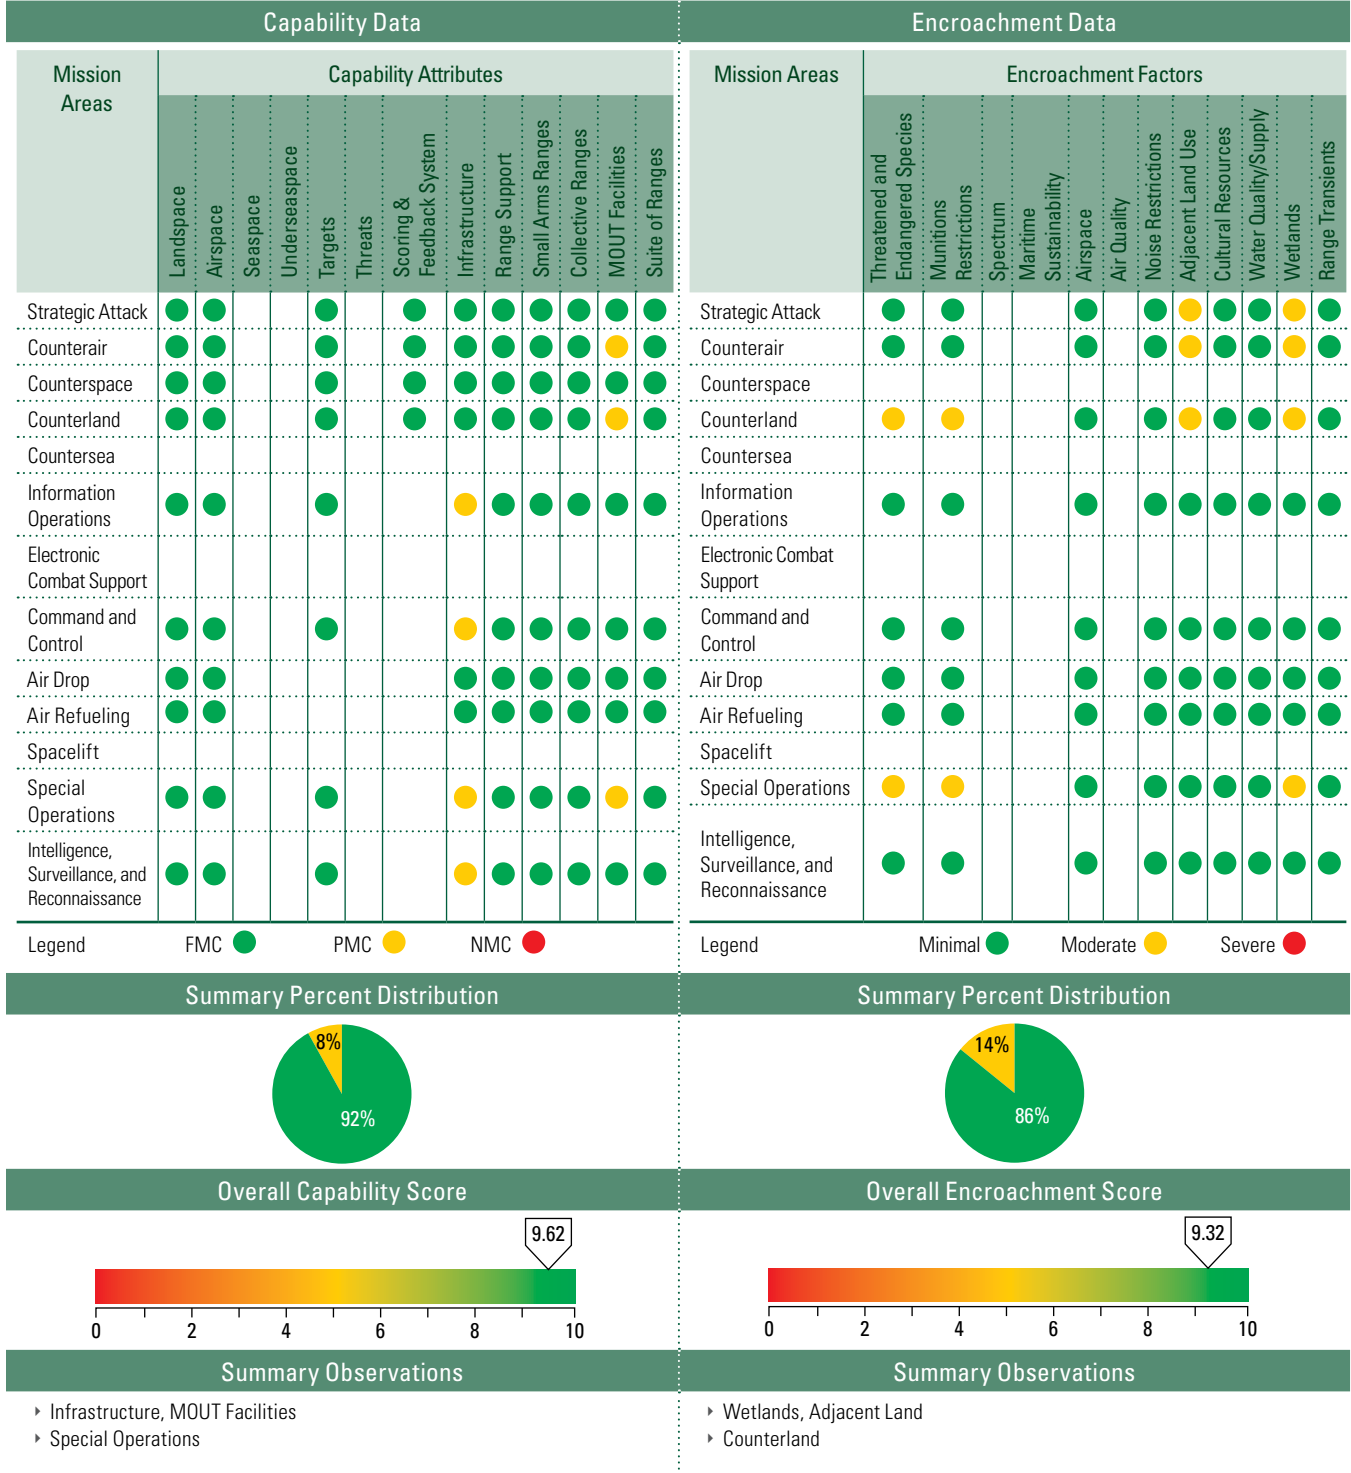 Capability Data
Mission
Areas
Capability Attributes
Landspace
Airspace
Seaspace
Underseaspace
Targets
Threats
Scoring &
Feedback System
Infrastructure
Range Support
Small Arms Ranges
Collective Ranges
MOUT Facilities
Suite of Ranges
Strategic Attack
Counterair
Counterspace
Counterland
Countersea
Information
Operations
Electronic
Combat Support
Command and
Control
Air Drop
Air Refueling
Spacelift
Special
Operations
Intelligence,
Surveillance, and
Reconnaissance
Legend
FMC
PMC
NMC
Summary Percent Distribution
8%
92%
Overall Capability Score
9.62
0 2 4 6 8 10
Summary Observations
‣ Infrastructure, MOUT Facilities
‣ Special Operations
Encroachment Data
Mission Areas
Encroachment Factors
Threatened and
Endangered Species
Munitions
Restrictions
Spectrum
Maritime
Sustainability
Airspace
Air Quality
Noise Restrictions
Adjacent Land Use
Cultural Resources
Water Quality/Supply
Wetlands
Range Transients
Strategic Attack
Counterair
Counterspace
Counterland
Countersea
Information
Operations
Electronic Combat
Support
Command and
Control
Air Drop
Air Refueling
Spacelift
Special Operations
Intelligence,
Surveillance, and
Reconnaissance
Legend
Minimal
Moderate
Severe
Summary Percent Distribution
14%
86%
Overall Encroachment Score
9.32
0 2 4 6 8 10
Summary Observations
‣ Wetlands, Adjacent Land
‣ Counterland